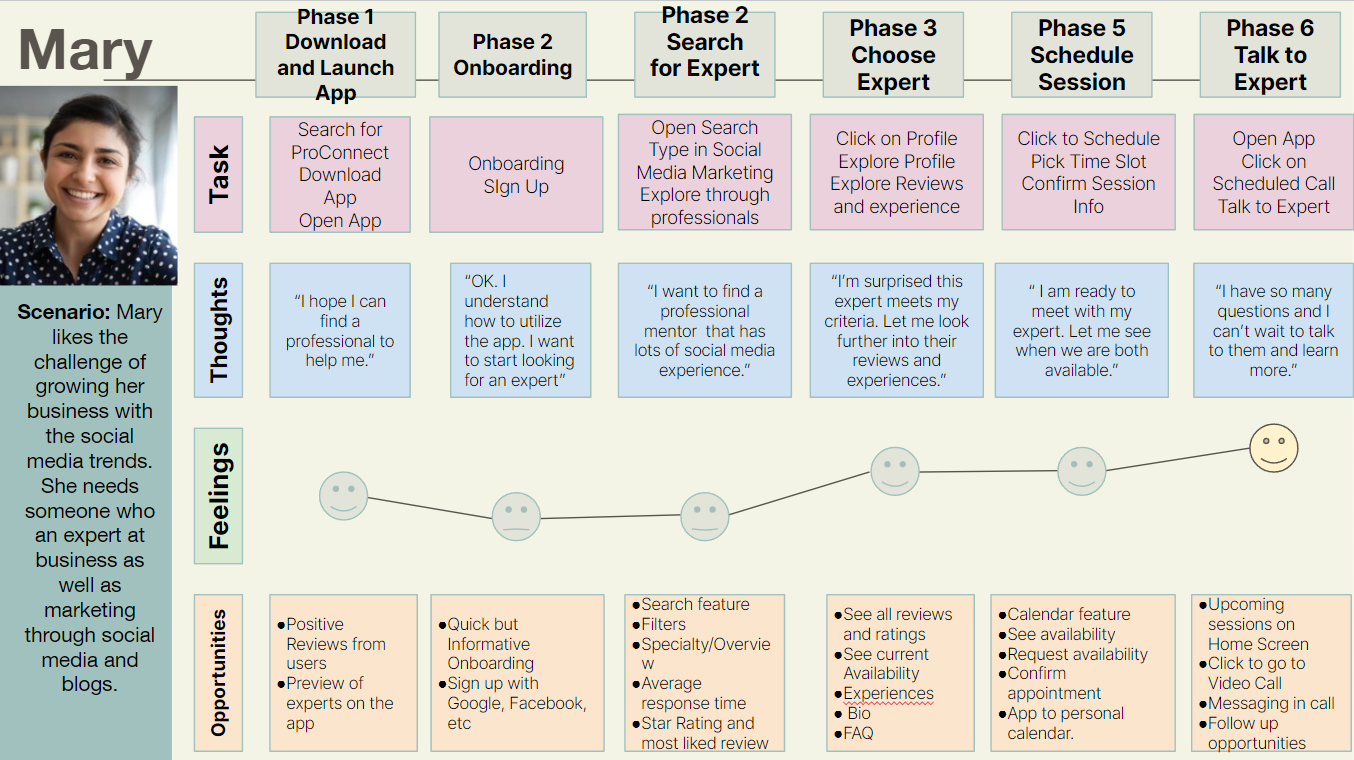 Mary
Phase 1
Download
and Launch
App
Phase 2
Onboarding
Phase 2
Search
for Expert
Phase 3
Choose
Expert
Phase 5
Schedule
Session
Phase 6
Talk to
Expert
Scenario: Mary
likes the
challenge of
growing her
business with
the social
media trends.
She needs
someone who
an expert at
business as
well as
marketing
through social
media and
blogs.
Task
Search for
ProConnect
Download
App
Open App
Onboarding
SIgn Up
Open Search
Type in Social
Media Marketing
Explore through
professionals
Click on Profile
Explore Profile
Explore Reviews
and experience
Click to Schedule
Pick Time Slot
Confirm Session
Info
Open App
Click on
Scheduled Call
Talk to Expert
Thoughts
“I hope I can
find a
professional to
help me.”
“OK. I
understand
how to utilize
the app. I want
to start looking
for an expert”
“I want to find a
professional
mentor that has
lots of social media
experience.”
“I’m surprised this
expert meets my
criteria. Let me look
further into their
reviews and
experiences.”
“ I am ready to
meet with my
expert. Let me see
when we are both
available.”
“I have so many
questions and I
can’t wait to talk
to them and learn
more.”
Feelings
Opportunities
●Positive
Reviews from
users
●Preview of
experts on the
app
●Quick but
Informative
Onboarding
●Sign up with
Google, Facebook,
etc
●Search feature
●Filters
●Specialty/Overvie
w
●Average
response time
●Star Rating and
most liked review
●See all reviews
and ratings
●See current
Availability
●Experiences
● Bio
●FAQ
●Calendar feature
●See availability
●Request availability
●Confirm
appointment
●App to personal
calendar.
●Upcoming
sessions on
Home Screen
●Click to go to
Video Call
●Messaging in call
●Follow up
opportunities